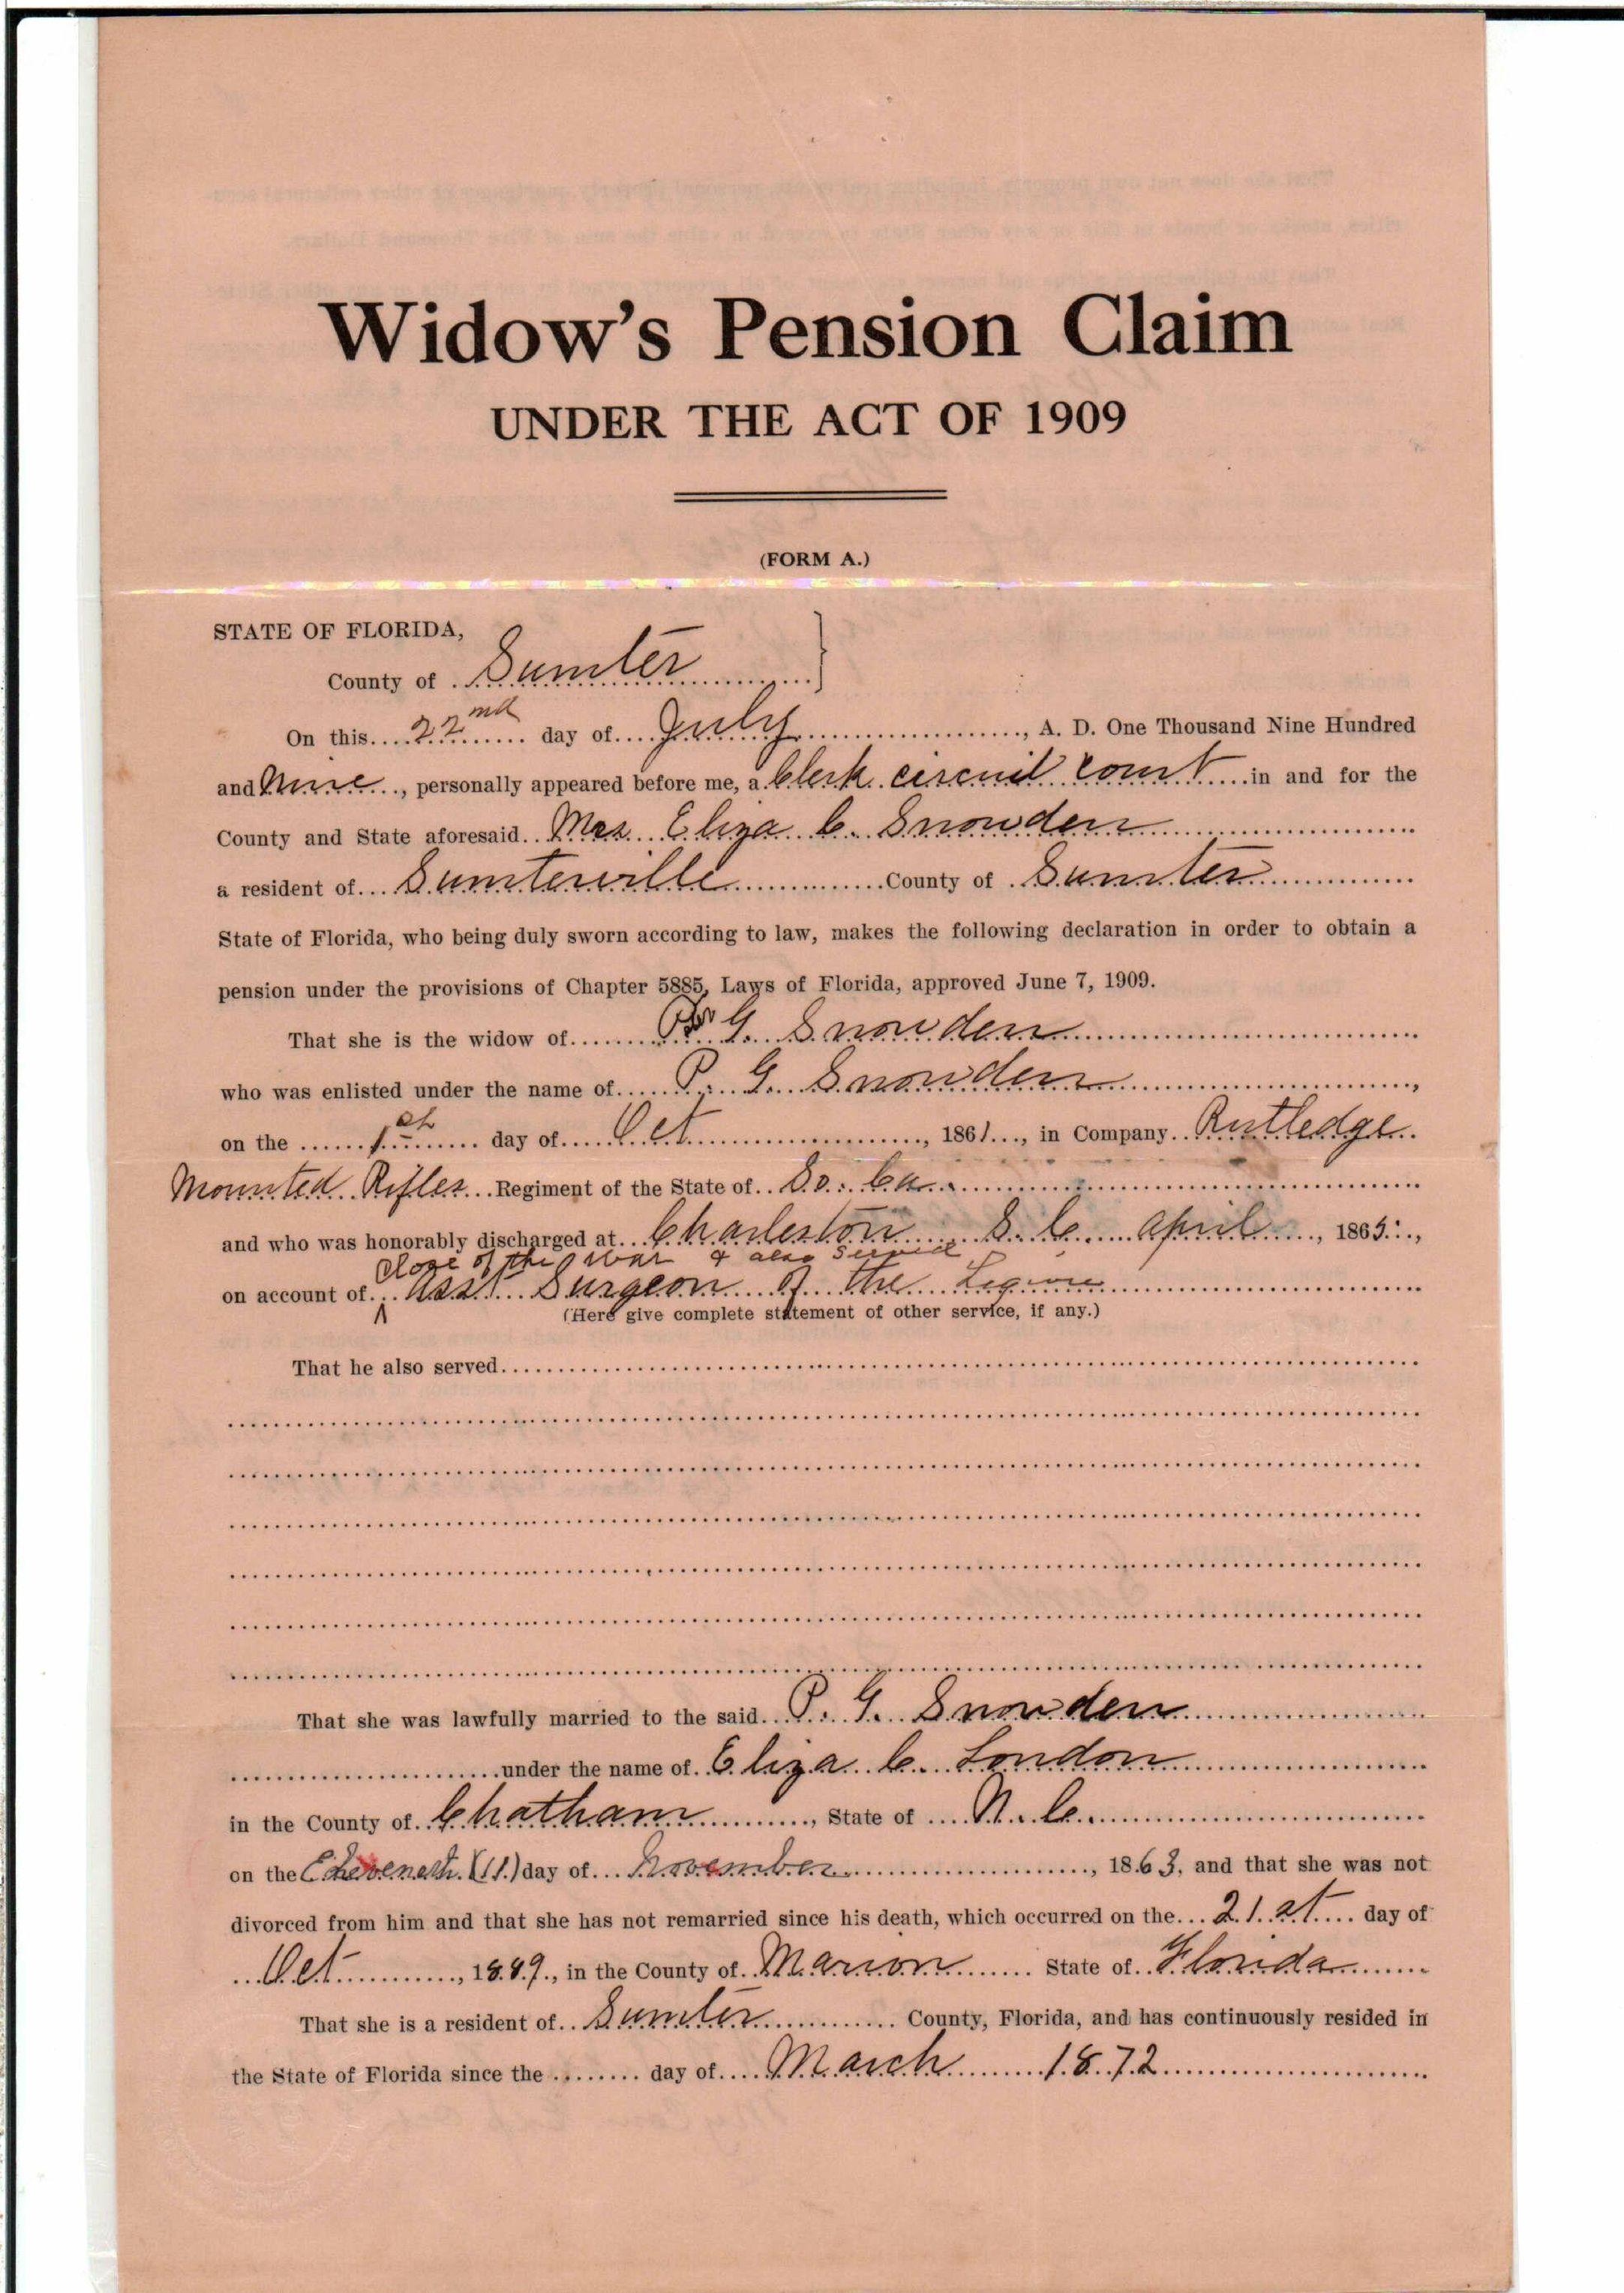 Widow's Pension Claim
UNDER THE ACT OF 1909
(FORM A.)
STATE OF FLORIDA,
County of Sumter
On this 22nd day of July, A. D. One Thousand Nine Hundred
and Nine, personally appeared before me, a Clerk circuit court in and for the
County and State aforesaid Mrs Eliza C. Snowden
a resident of Sumterville County of Sumter
State of Florida, who being duly sworn according to law, makes the following declaration in order to obtain a
pension under the provisions of Chapter 5885, Laws of Florida, approved June 7, 1909.
That she is the widow of G. Snowden
who was enlisted under the name of P. G. Snowden,
on the 1st day of Oct, 1861, in Company Rutledge
Mounted Rifles Regiment of the State of So. Ca.
and who was honorably discharged at Charleston S. C. April, 1865,
close of the war & also served
on account of Asst. Surgeon of the
(Here give complete statement of other service, if any.)
That he also served
That she was lawfully married to the said P. G. Snowden
under the name of Eliza C. London
in the County of Chatham, State of N. C.
on the (11) day of November, 1863, and that she was not
divorced from him and that she has not remarried since his death, which occurred on the 21st day of
Oct, 1889, in the County of Marion State of Florida
That she is a resident of Sumter County, Florida, and has continuously resided in
the State of Florida since the day of March 1872